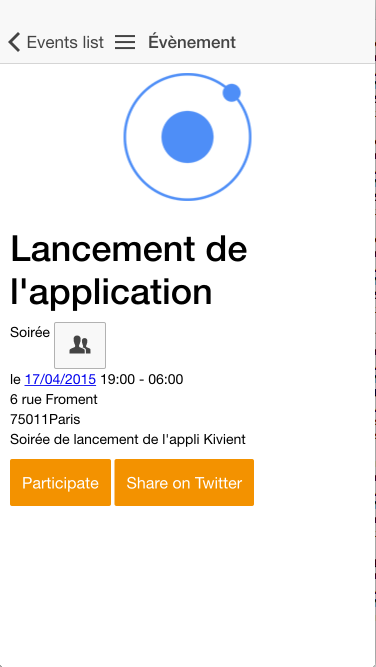 Events list Évènement
Lancement de
l'application
Soirée
le 17/04/2015 19:00 - 06:00
6 rue Froment
75011Paris
Soirée de lancement de l'appli Kivient
Participate Share on Twitter